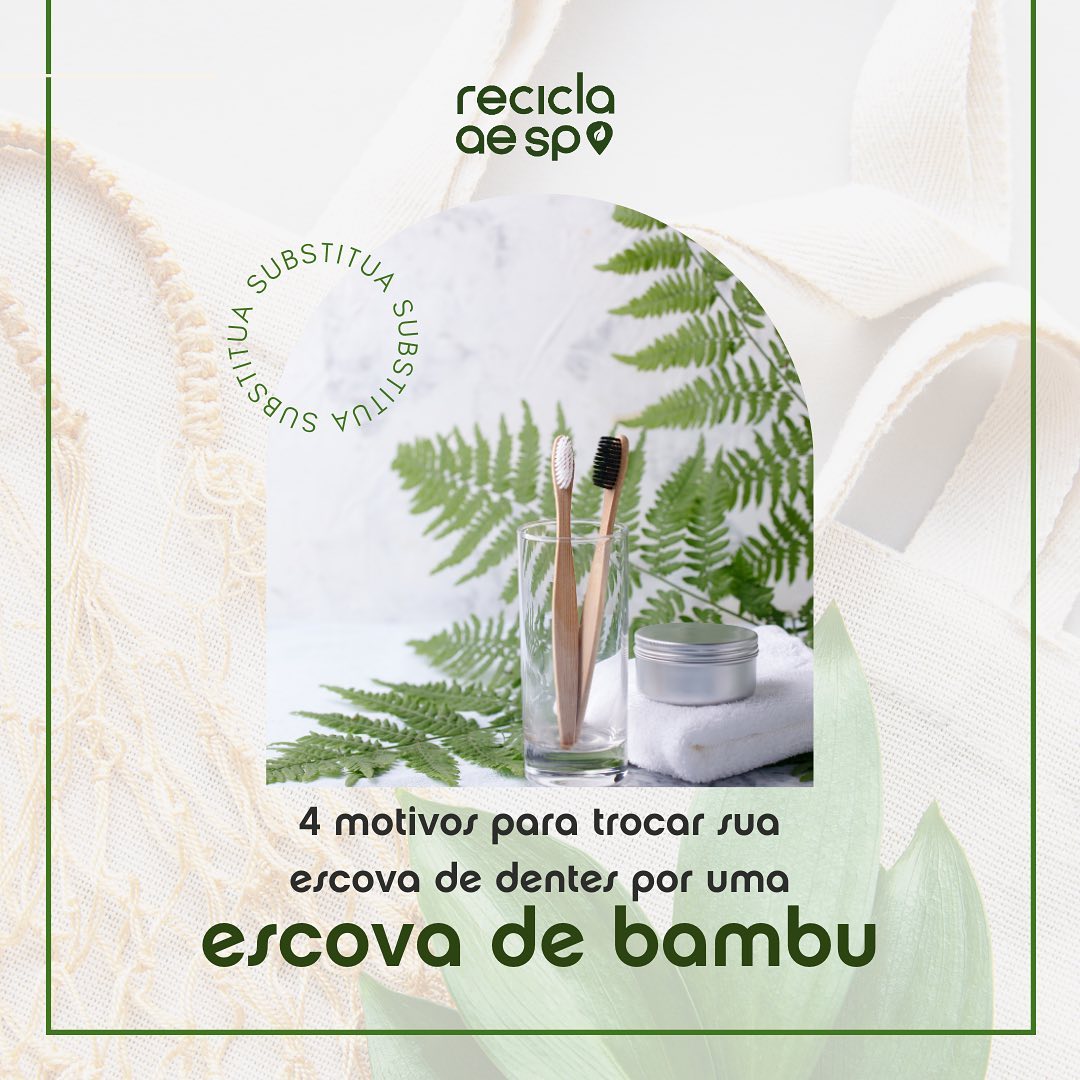 recicla
ae sp
SUBSTITUA SUBSTITUA SUBSTITUA SUBSTITUA
4 motivos para trocar sua
escova de dentes por uma
escova de bambu